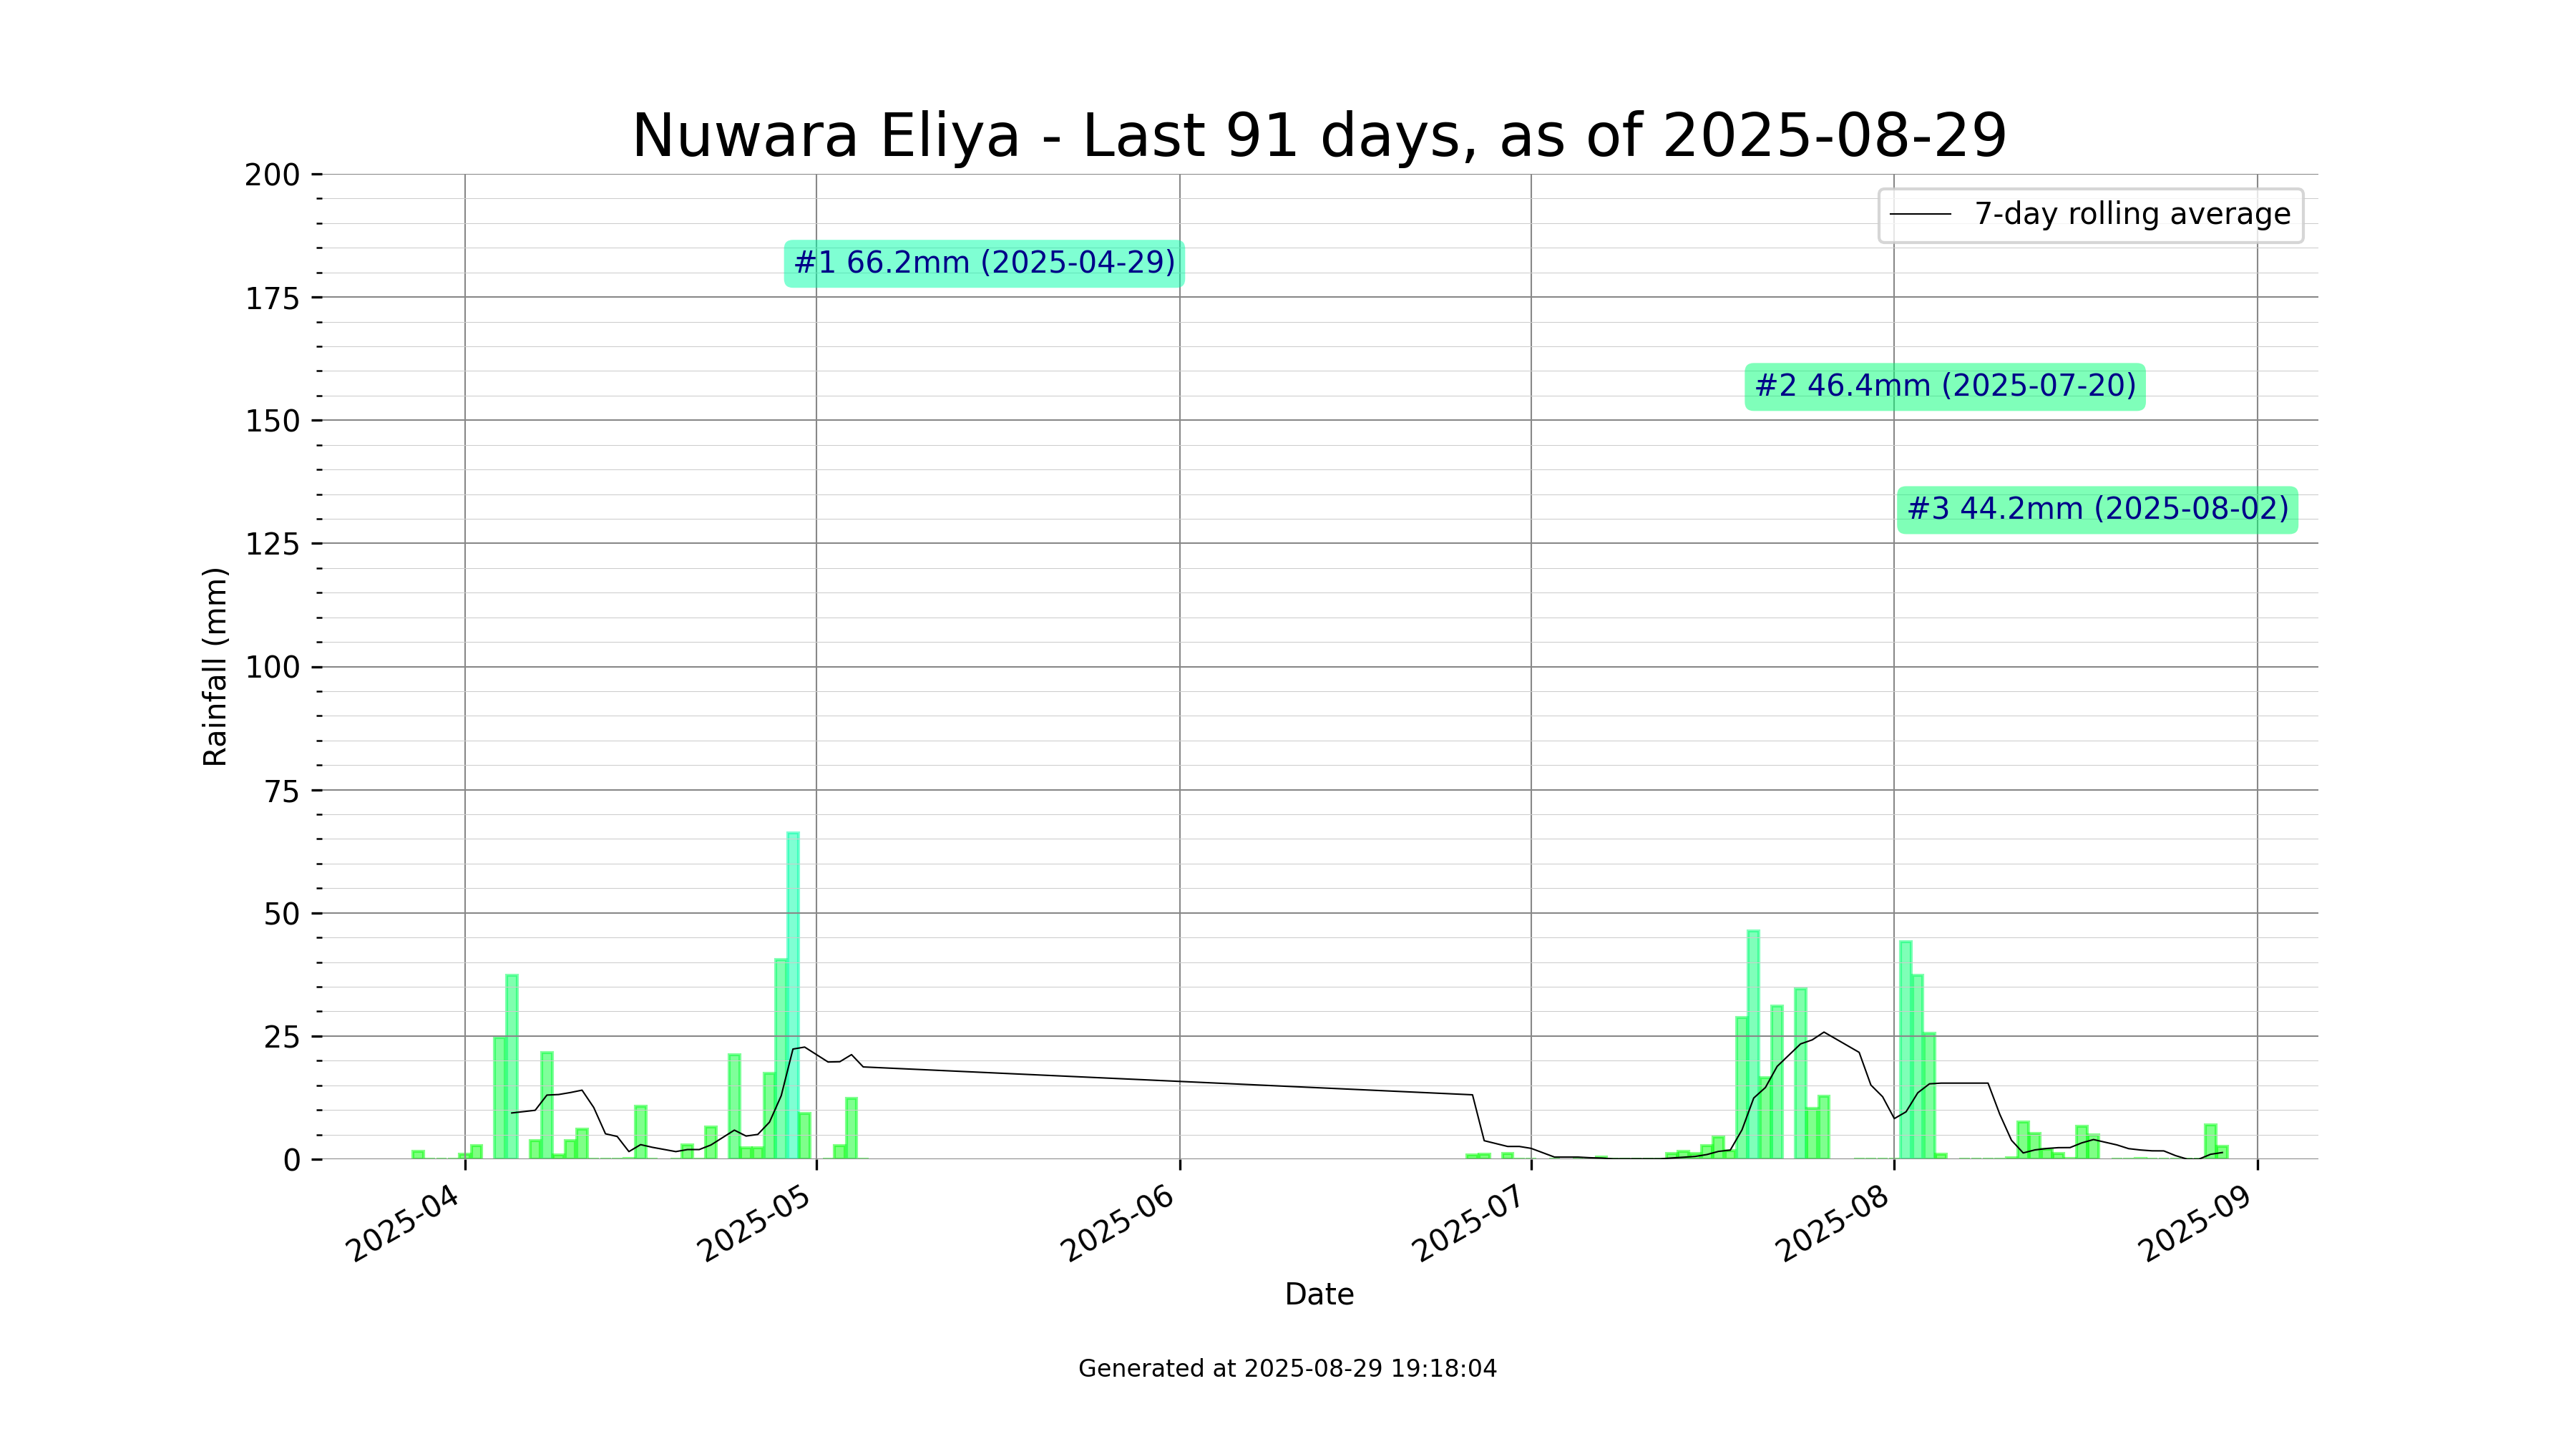 Nuwara Eliya - Last 91 days, as of 2025-08-29
7-day rolling average
#1 66.2mm (2025-04-29)
#2 46.4mm (2025-07-20)
#3 44.2mm (2025-08-02)
Rainfall (mm)
200
175
150
125
100
75
50
25
0
2025-04
2025-05
2025-06
2025-07
2025-08
2025-09
Date
Generated at 2025-08-29 19:18:04